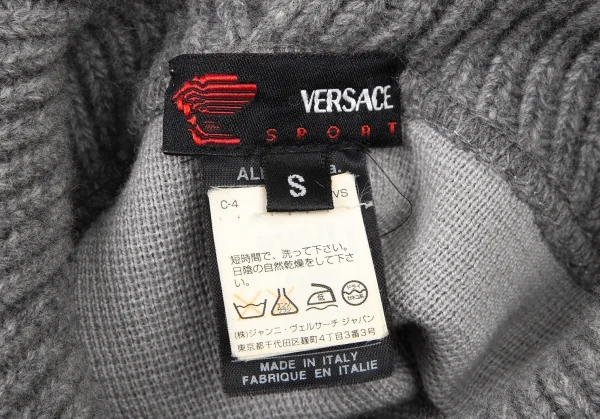 VERSACE
SPORT
S
C-4
VS
短時間で、洗って下さい。
日陰の自然乾燥をして下さ
い。
(株)ジャンニ・ヴェルサーチ ジャパン
東京都千代田区麹町4丁目3番3号
MADE IN ITALY
FABRIQUE EN ITALIE